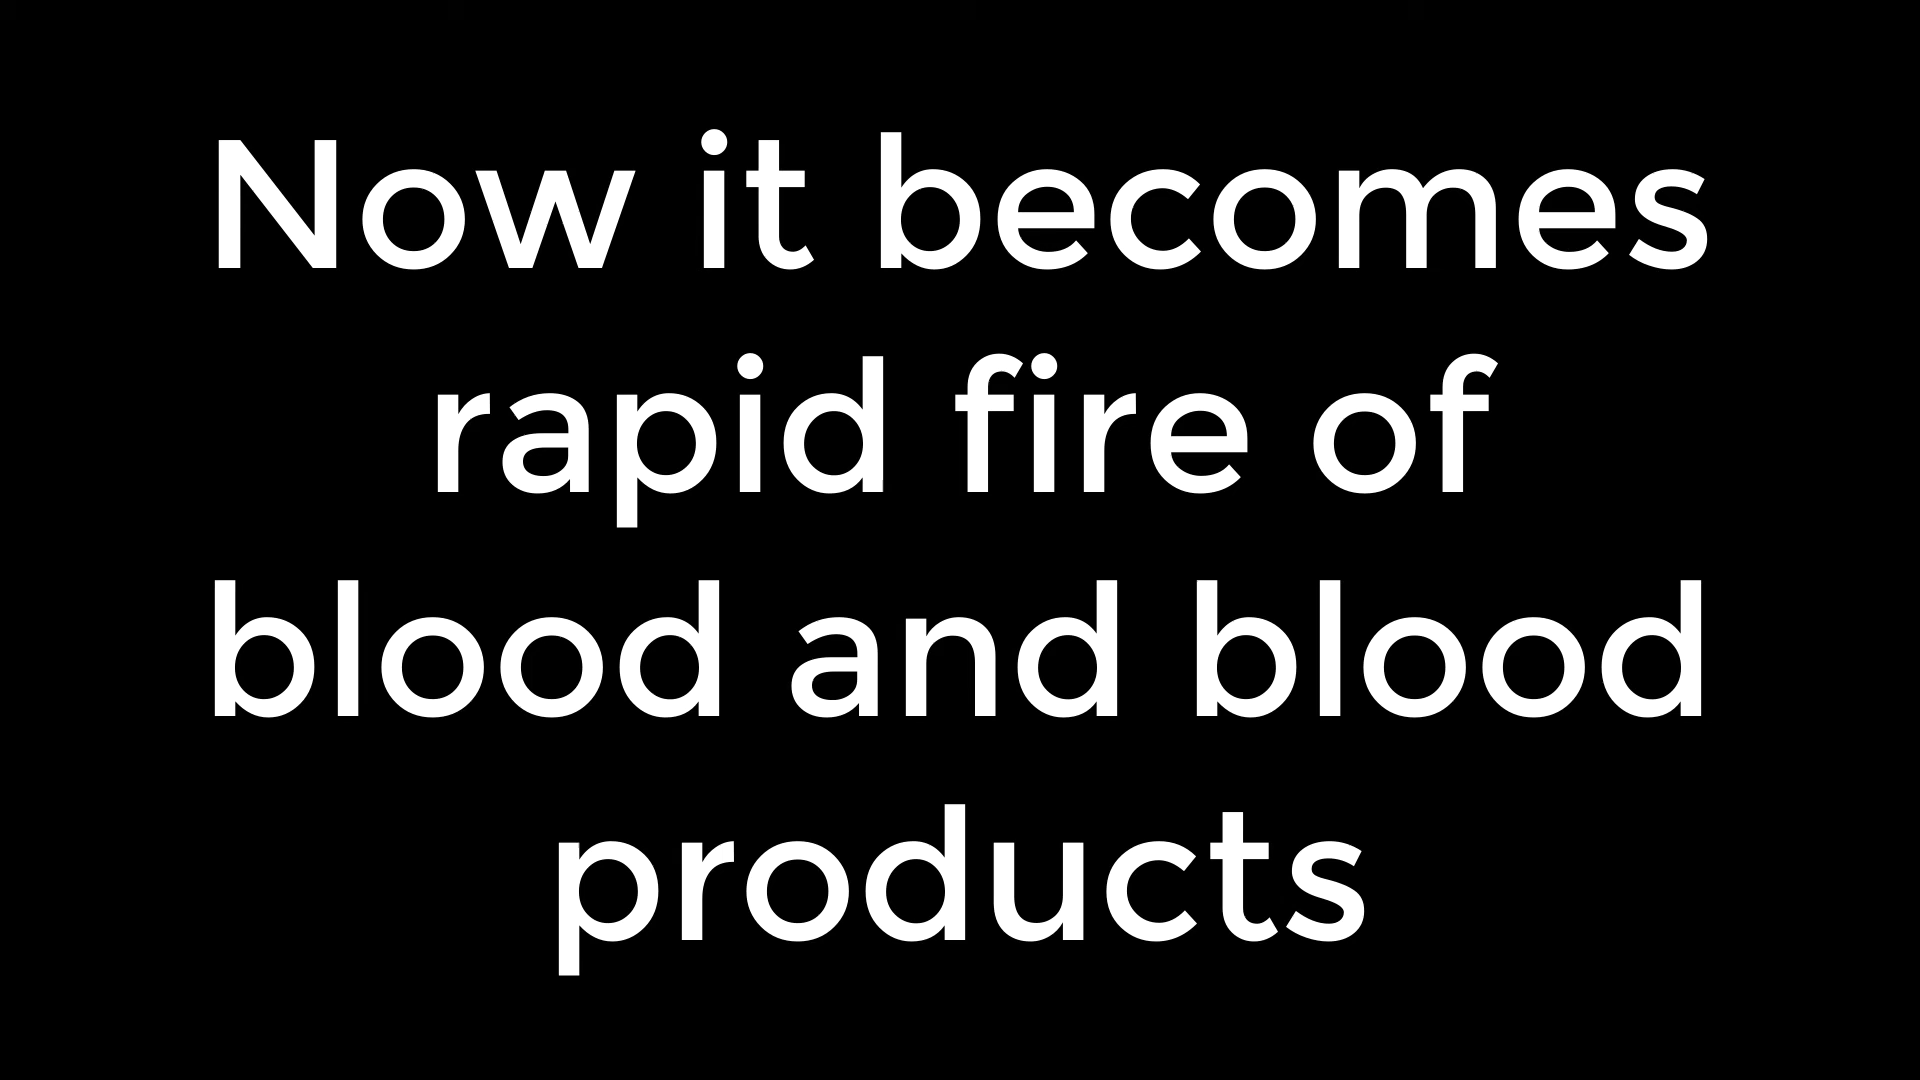 Now it becomes
rapid fire of
blood and blood
products